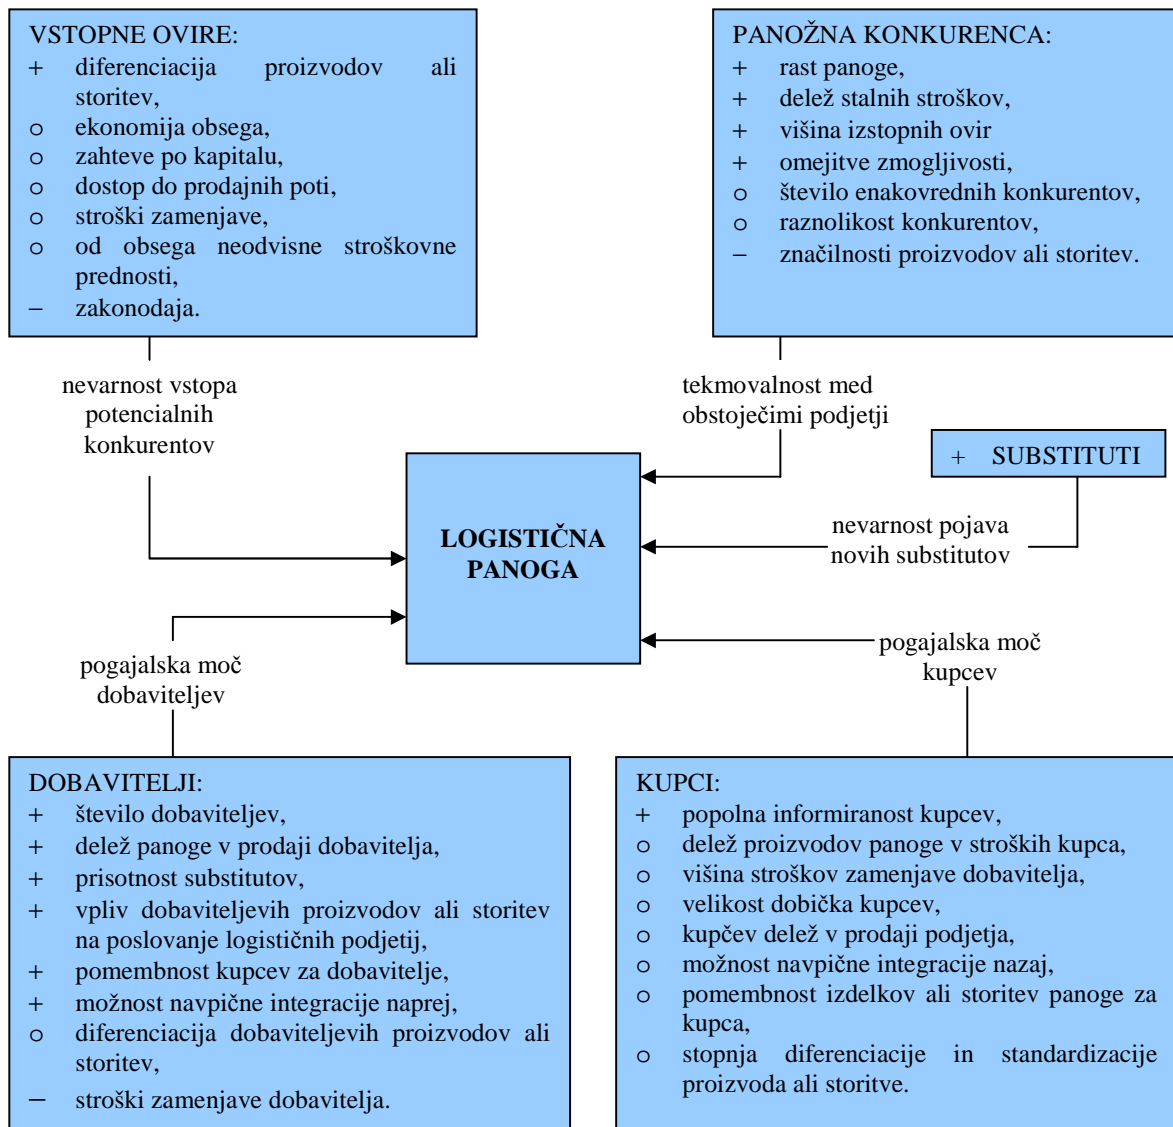 VSTOPNE OVIRE:
+ diferenciacija proizvodov ali
storitev,
o ekonomija obsega,
o zahteve po kapitalu,
o dostop do prodajnih poti,
o stroški zamenjave,
o od obsega neodvisne stroškovne
prednosti,
− zakonodaja.
PANOŽNA KONKURENCA:
+ rast panoge,
+ delež stalnih stroškov,
+ višina izstopnih ovir
+ omejitve zmogljivosti,
o število enakovrednih konkurentov,
o raznolikost konkurentov,
− značilnosti proizvodov ali storitev.
nevarnost vstopa
potencialnih
konkurentov
tekmovalnost med
obstoječimi podjetji
+ SUBSTITUTI
LOGISTIČNA
PANOGA
nevarnost pojava
novih substitutov
pogajalska moč
dobaviteljev
pogajalska moč
kupcev
DOBAVITELJI:
+ število dobaviteljev,
+ delež panoge v prodaji dobavitelja,
+ prisotnost substitutov,
+ vpliv dobaviteljevih proizvodov ali storitev
na poslovanje logističnih podjetij,
+ pomembnost kupcev za dobavitelje,
+ možnost navpične integracije naprej,
o diferenciacija dobaviteljevih proizvodov ali
storitev,
− stroški zamenjave dobavitelja.
KUPCI:
+ popolna informiranost kupcev,
o delež proizvodov panoge v stroških kupca,
o višina stroškov zamenjave dobavitelja,
o velikost dobička kupcev,
o kupčev delež v prodaji podjetja,
o možnost navpične integracije nazaj,
o pomembnost izdelkov ali storitev panoge za
kupca,
o stopnja diferenciacije in standardizacije
proizvoda ali storitve.